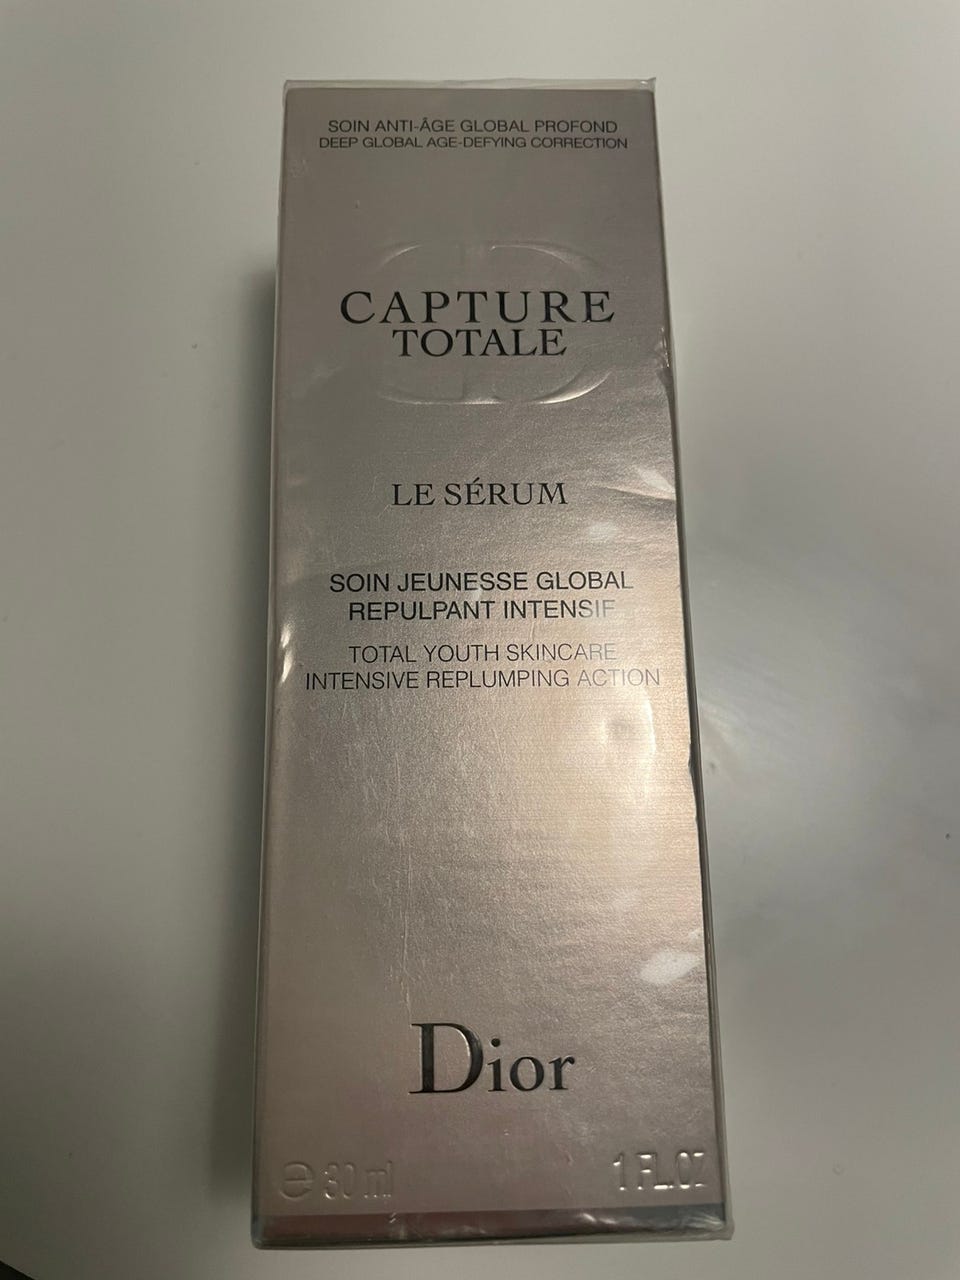 SOIN ANTI-ÂGE GLOBAL PROFOND
DEEP GLOBAL AGE-DEFYING CORRECTION
CAPTURE
TOTALE
LE SÉRUM
SOIN JEUNESSE GLOBAL
REPULPANT INTENSIF
TOTAL YOUTH SKINCARE
INTENSIVE REPLUMPING ACTION
Dior
℮ 30 ml 1 FL.OZ